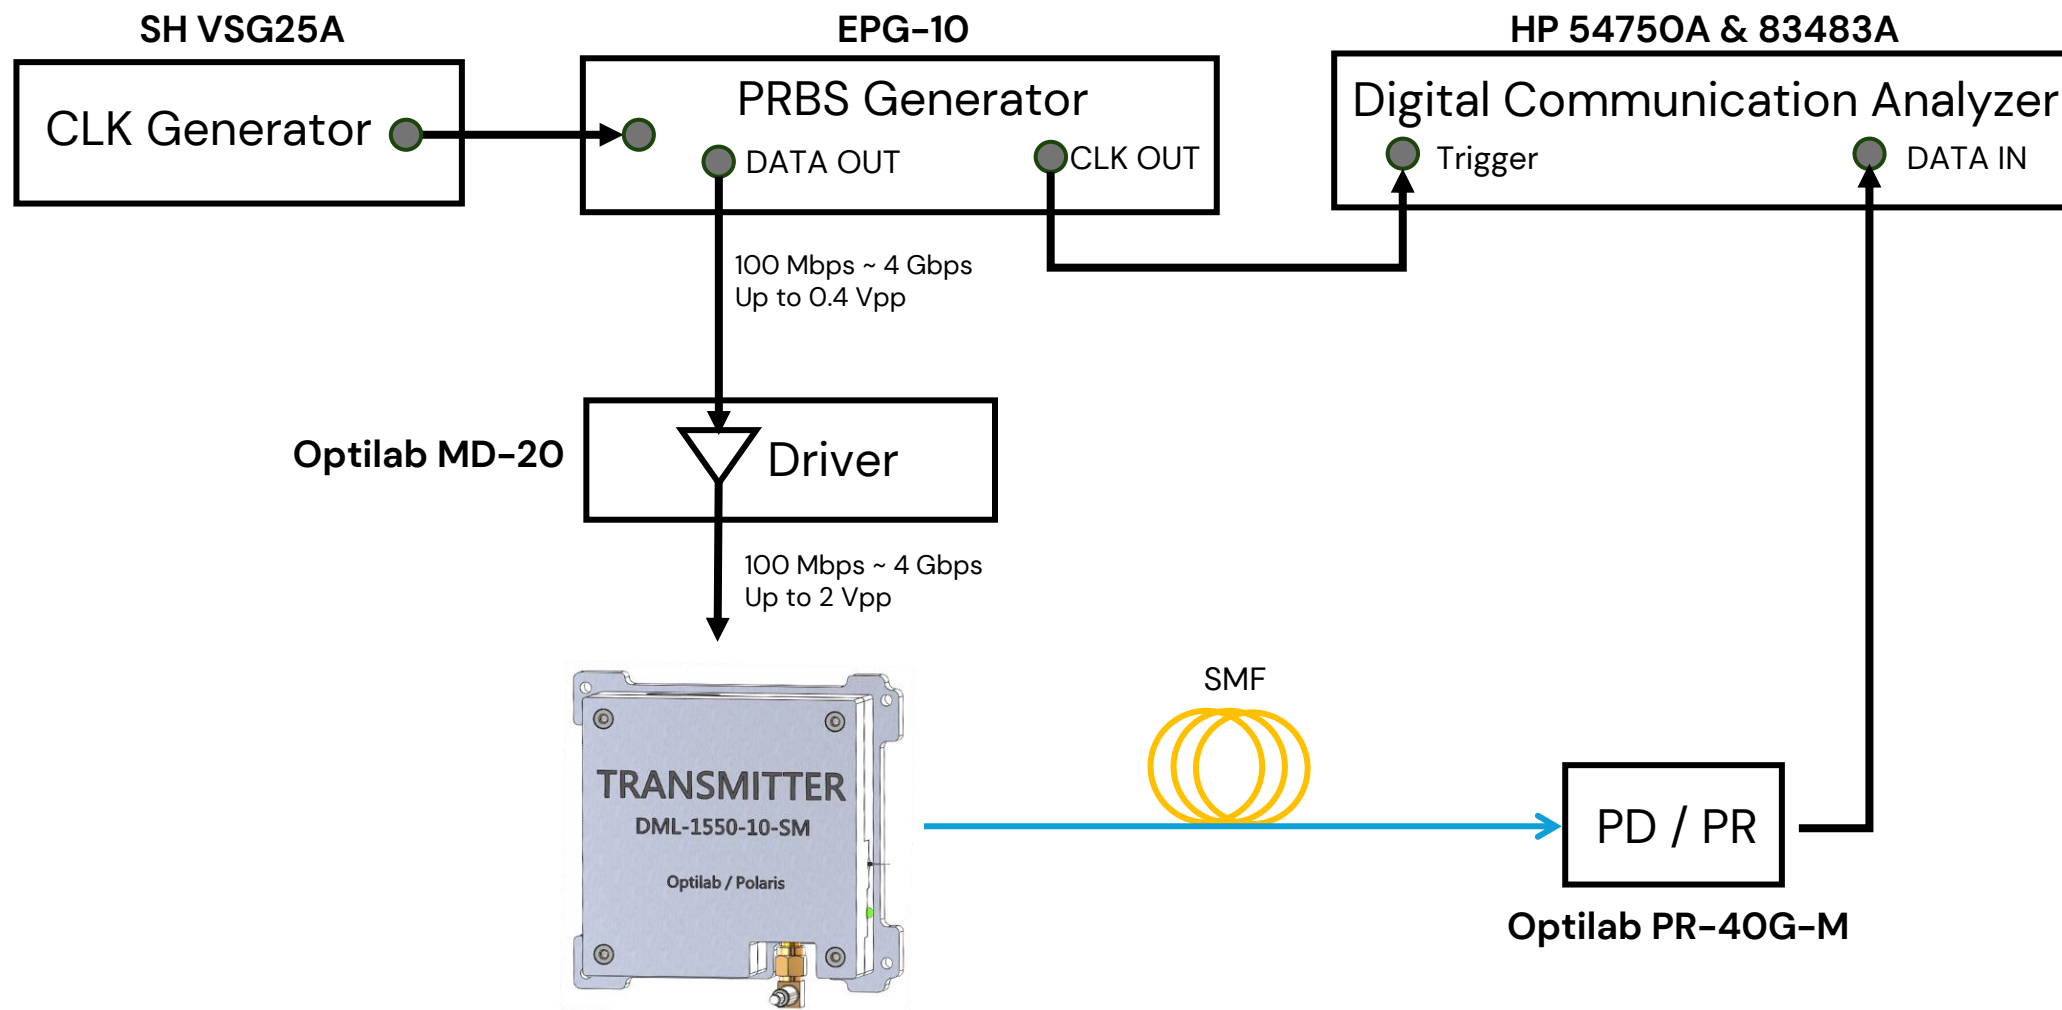 SH VSG25A
EPG-10
HP 54750A & 83483A
CLK Generator
PRBS Generator
DATA OUT
CLK OUT
Digital Communication Analyzer
Trigger
DATA IN
100 Mbps ~ 4 Gbps
Up to 0.4 Vpp
Optilab MD-20
Driver
100 Mbps ~ 4 Gbps
Up to 2 Vpp
TRANSMITTER
DML-1550-10-SM
Optilab / Polaris
SMF
PD / PR
Optilab PR-40G-M